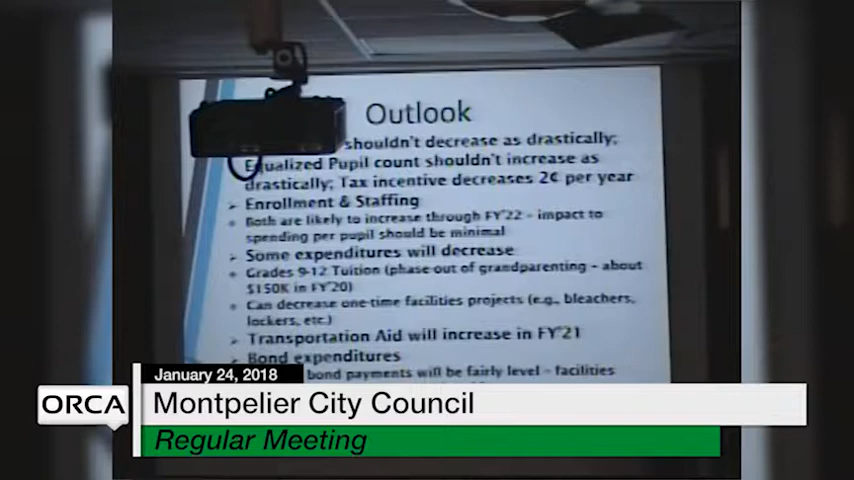 Outlook
shouldn't decrease as drastically;
Equalized Pupil count shouldn't increase as
drastically; Tax incentive decreases 2¢ per year
Enrollment & Staffing
Both are likely to increase through FY'22 - impact to
spending per pupil should be minimal
Some expenditures will decrease
Grades 9-12 Tuition (phase out of grandparenting - about
$150K in FY'20)
Can decrease one-time facilities projects (e.g., bleachers,
lockers, etc.)
Transportation Aid will increase in FY'21
Bond expenditures
bond payments will be fairly level - facilities
January 24, 2018
ORCA
Montpelier City Council
Regular Meeting